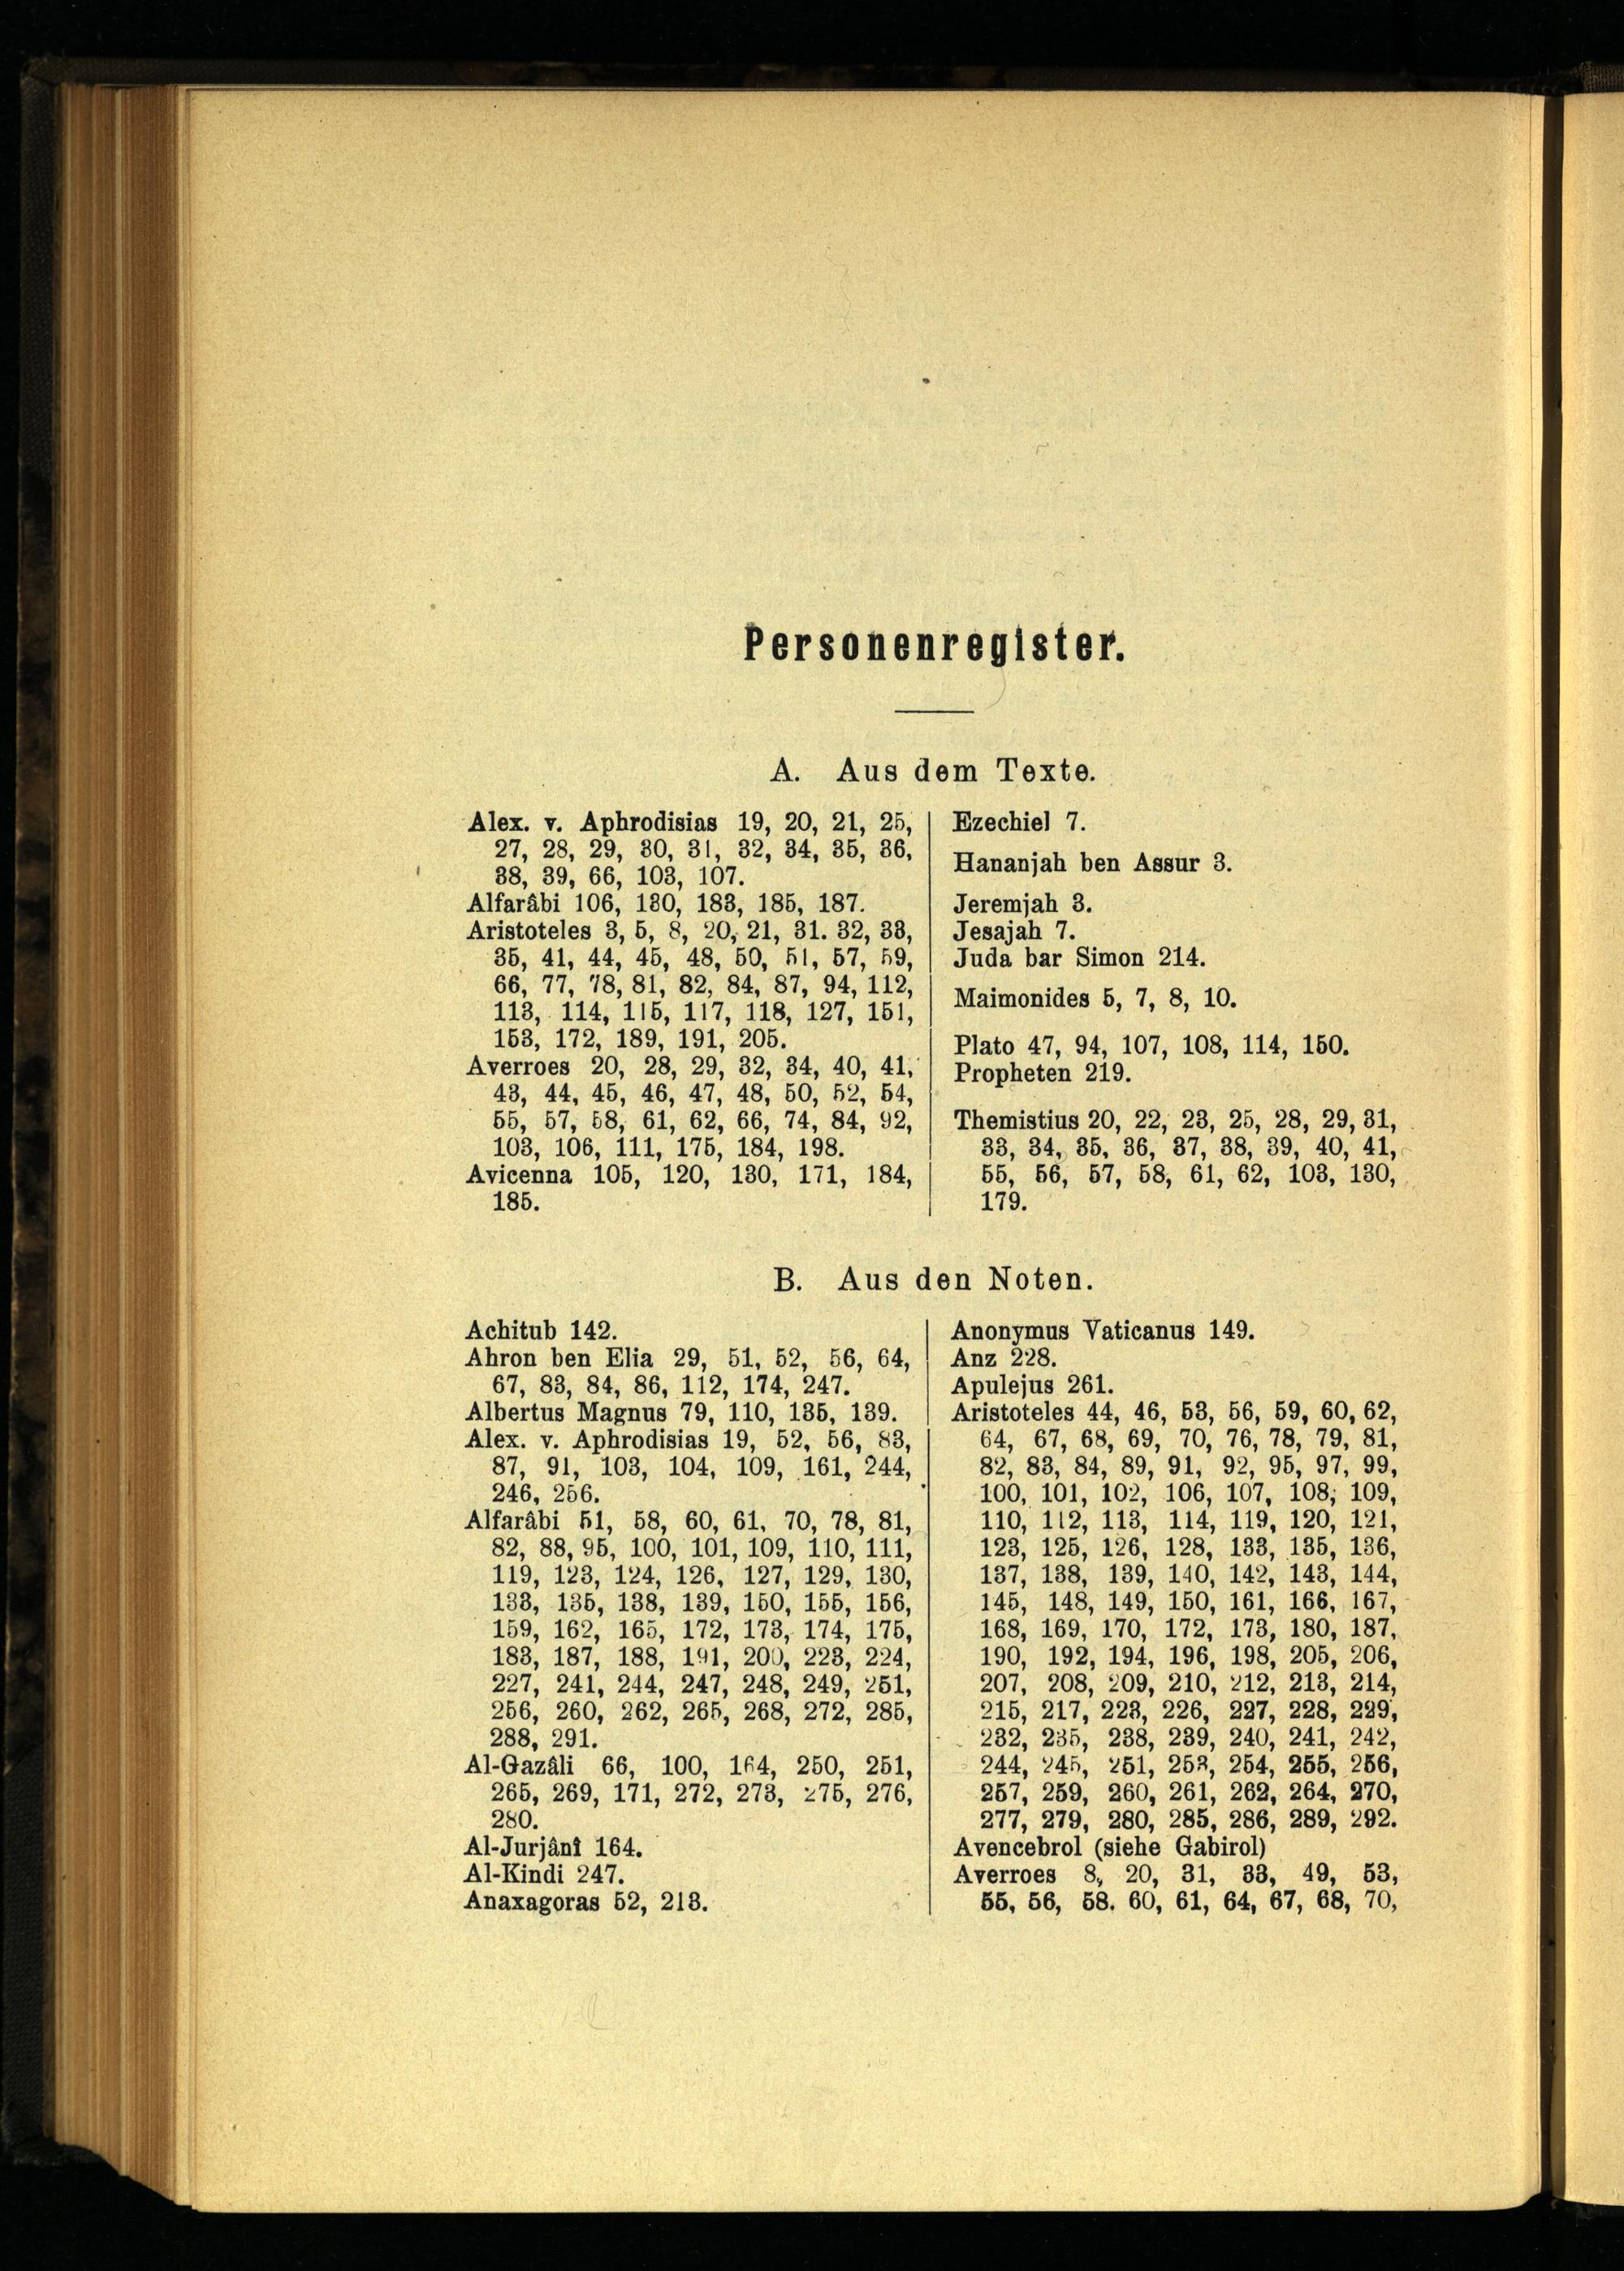 Personenregister.
A. Aus dem Texte.
Alex. v. Aphrodisias 19, 20, 21, 25,
27, 28, 29, 30, 31, 32, 34, 35, 36,
38, 39, 66, 103, 107.
Alfarâbi 106, 130, 183, 185, 187.
Aristoteles 3, 5, 8, 20, 21, 31. 32, 33,
35, 41, 44, 45, 48, 50, 51, 57, 59,
66, 77, 78, 81, 82, 84, 87, 94, 112,
113, 114, 115, 117, 118, 127, 151,
153, 172, 189, 191, 205.
Averroes 20, 28, 29, 32, 34, 40, 41,
43, 44, 45, 46, 47, 48, 50, 52, 54,
55, 57, 58, 61, 62, 66, 74, 84, 92,
103, 106, 111, 175, 184, 198.
Avicenna 105, 120, 130, 171, 184,
185.
Ezechiel 7.
Hananjah ben Assur 3.
Jeremjah 3.
Jesajah 7.
Juda bar Simon 214.
Maimonides 5, 7, 8, 10.
Plato 47, 94, 107, 108, 114, 150.
Propheten 219.
Themistius 20, 22, 23, 25, 28, 29, 31,
33, 34, 35, 36, 37, 38, 39, 40, 41,
55, 56, 57, 58, 61, 62, 103, 130,
179.
B. Aus den Noten.
Achitub 142.
Ahron ben Elia 29, 51, 52, 56, 64,
67, 83, 84, 86, 112, 174, 247.
Albertus Magnus 79, 110, 135, 139.
Alex. v. Aphrodisias 19, 52, 56, 83,
87, 91, 103, 104, 109, 161, 244,
246, 256.
Alfarâbi 51, 58, 60, 61, 70, 78, 81,
82, 88, 95, 100, 101, 109, 110, 111,
119, 123, 124, 126, 127, 129, 130,
133, 135, 138, 139, 150, 155, 156,
159, 162, 165, 172, 173, 174, 175,
183, 187, 188, 191, 200, 223, 224,
227, 241, 244, 247, 248, 249, 251,
256, 260, 262, 265, 268, 272, 285,
288, 291.
Al-Gazâli 66, 100, 164, 250, 251,
265, 269, 171, 272, 273, 275, 276,
280.
Al-Jurjânî 164.
Al-Kindi 247.
Anaxagoras 52, 213.
Anonymus Vaticanus 149.
Anz 228.
Apulejus 261.
Aristoteles 44, 46, 53, 56, 59, 60, 62,
64, 67, 68, 69, 70, 76, 78, 79, 81,
82, 83, 84, 89, 91, 92, 95, 97, 99,
100, 101, 102, 106, 107, 108, 109,
110, 112, 113, 114, 119, 120, 121,
123, 125, 126, 128, 133, 135, 136,
137, 138, 139, 140, 142, 143, 144,
145, 148, 149, 150, 161, 166, 167,
168, 169, 170, 172, 173, 180, 187,
190, 192, 194, 196, 198, 205, 206,
207, 208, 209, 210, 212, 213, 214,
215, 217, 223, 226, 227, 228, 229,
232, 235, 238, 239, 240, 241, 242,
244, 245, 251, 253, 254, 255, 256,
257, 259, 260, 261, 262, 264, 270,
277, 279, 280, 285, 286, 289, 292.
Avencebrol (siehe Gabirol)
Averroes 8, 20, 31, 33, 49, 53,
55, 56, 58. 60, 61, 64, 67, 68, 70,